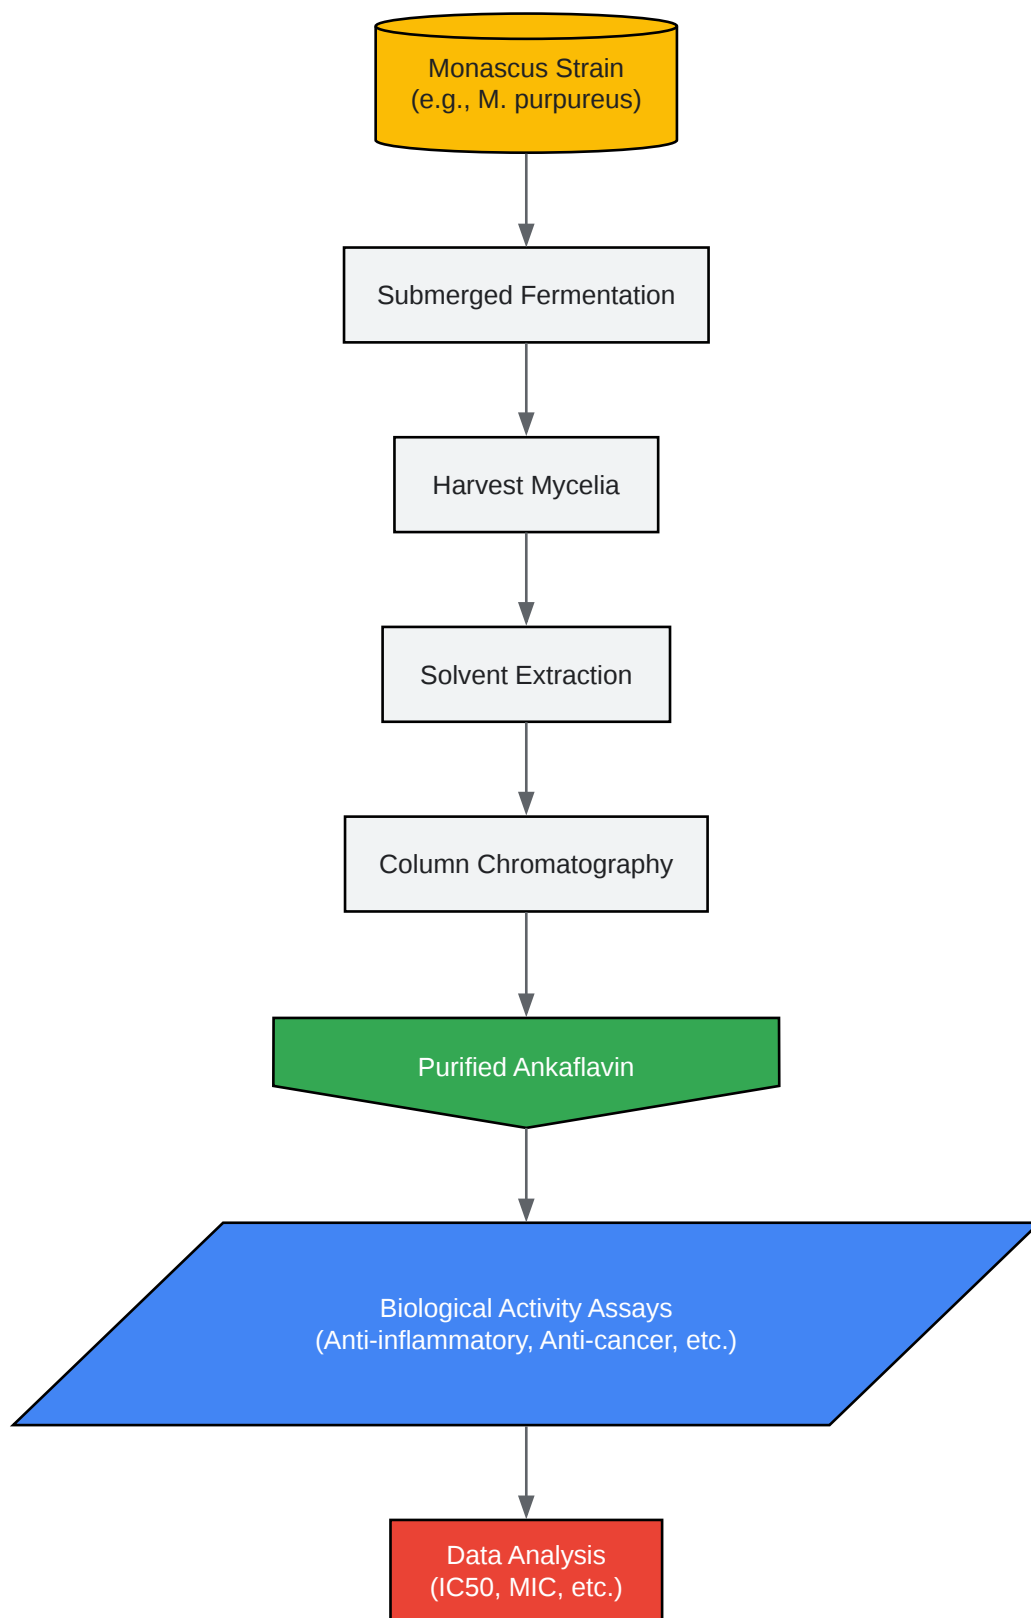 Monascus Strain
(e.g., M. purpureus)
Submerged Fermentation
Harvest Mycelia
Solvent Extraction
Column Chromatography
Purified Ankaflavin
Biological Activity Assays
(Anti-inflammatory, Anti-cancer, etc.)
Data Analysis
(IC50, MIC, etc.)